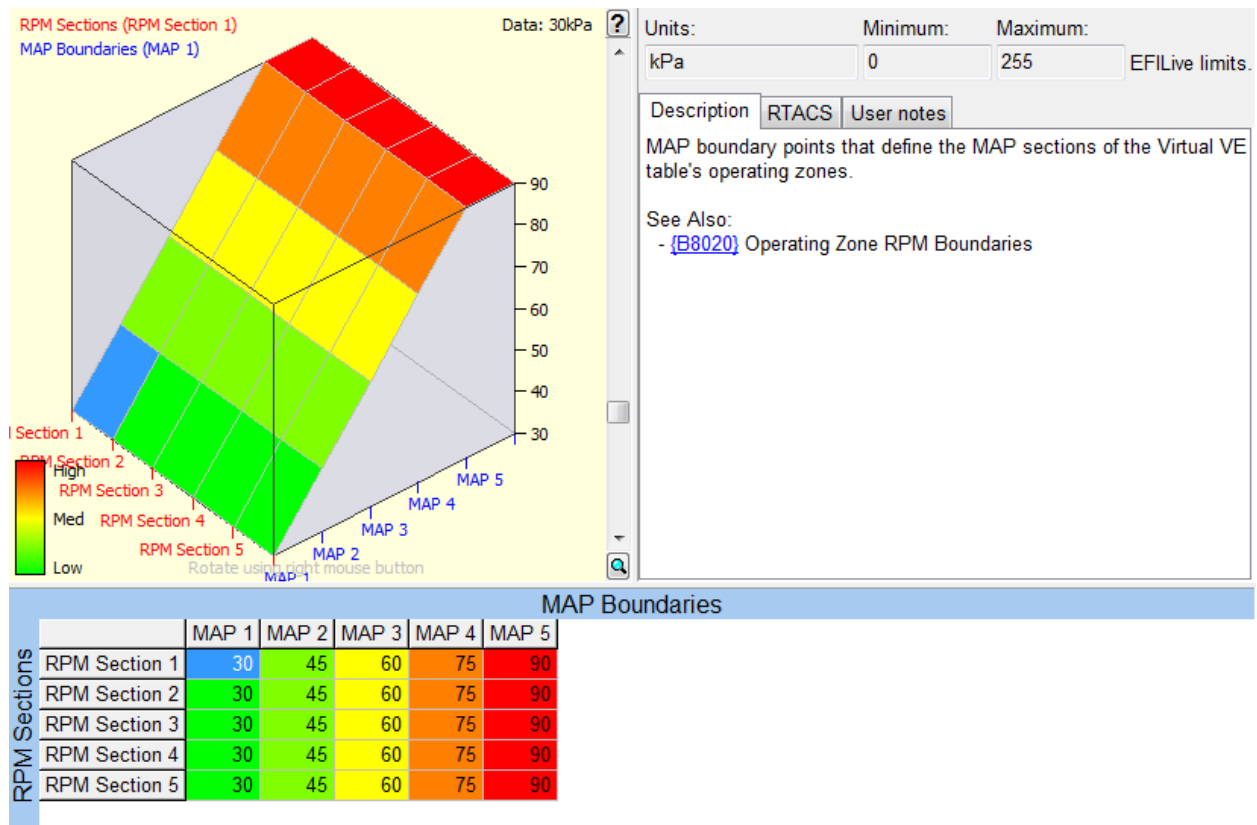 RPM Sections (RPM Section 1)
MAP Boundaries (MAP 1)
Data: 30kPa
?
90
80
70
60
50
40
30
Section 1
RPM Section 2
RPM Section 3
RPM Section 4
RPM Section 5
MAP 5
MAP 4
MAP 3
MAP 2
MAP 1
High
Med
Low
Rotate using right mouse button
Units:
Minimum:
Maximum:
kPa
0
255
EFILive limits.
Description
RTACS
User notes
MAP boundary points that define the MAP sections of the Virtual VE
table's operating zones.
See Also:
- {B8020} Operating Zone RPM Boundaries
MAP Boundaries
RPM Sections
MAP 1 MAP 2 MAP 3 MAP 4 MAP 5
RPM Section 1 30 45 60 75 90
RPM Section 2 30 45 60 75 90
RPM Section 3 30 45 60 75 90
RPM Section 4 30 45 60 75 90
RPM Section 5 30 45 60 75 90